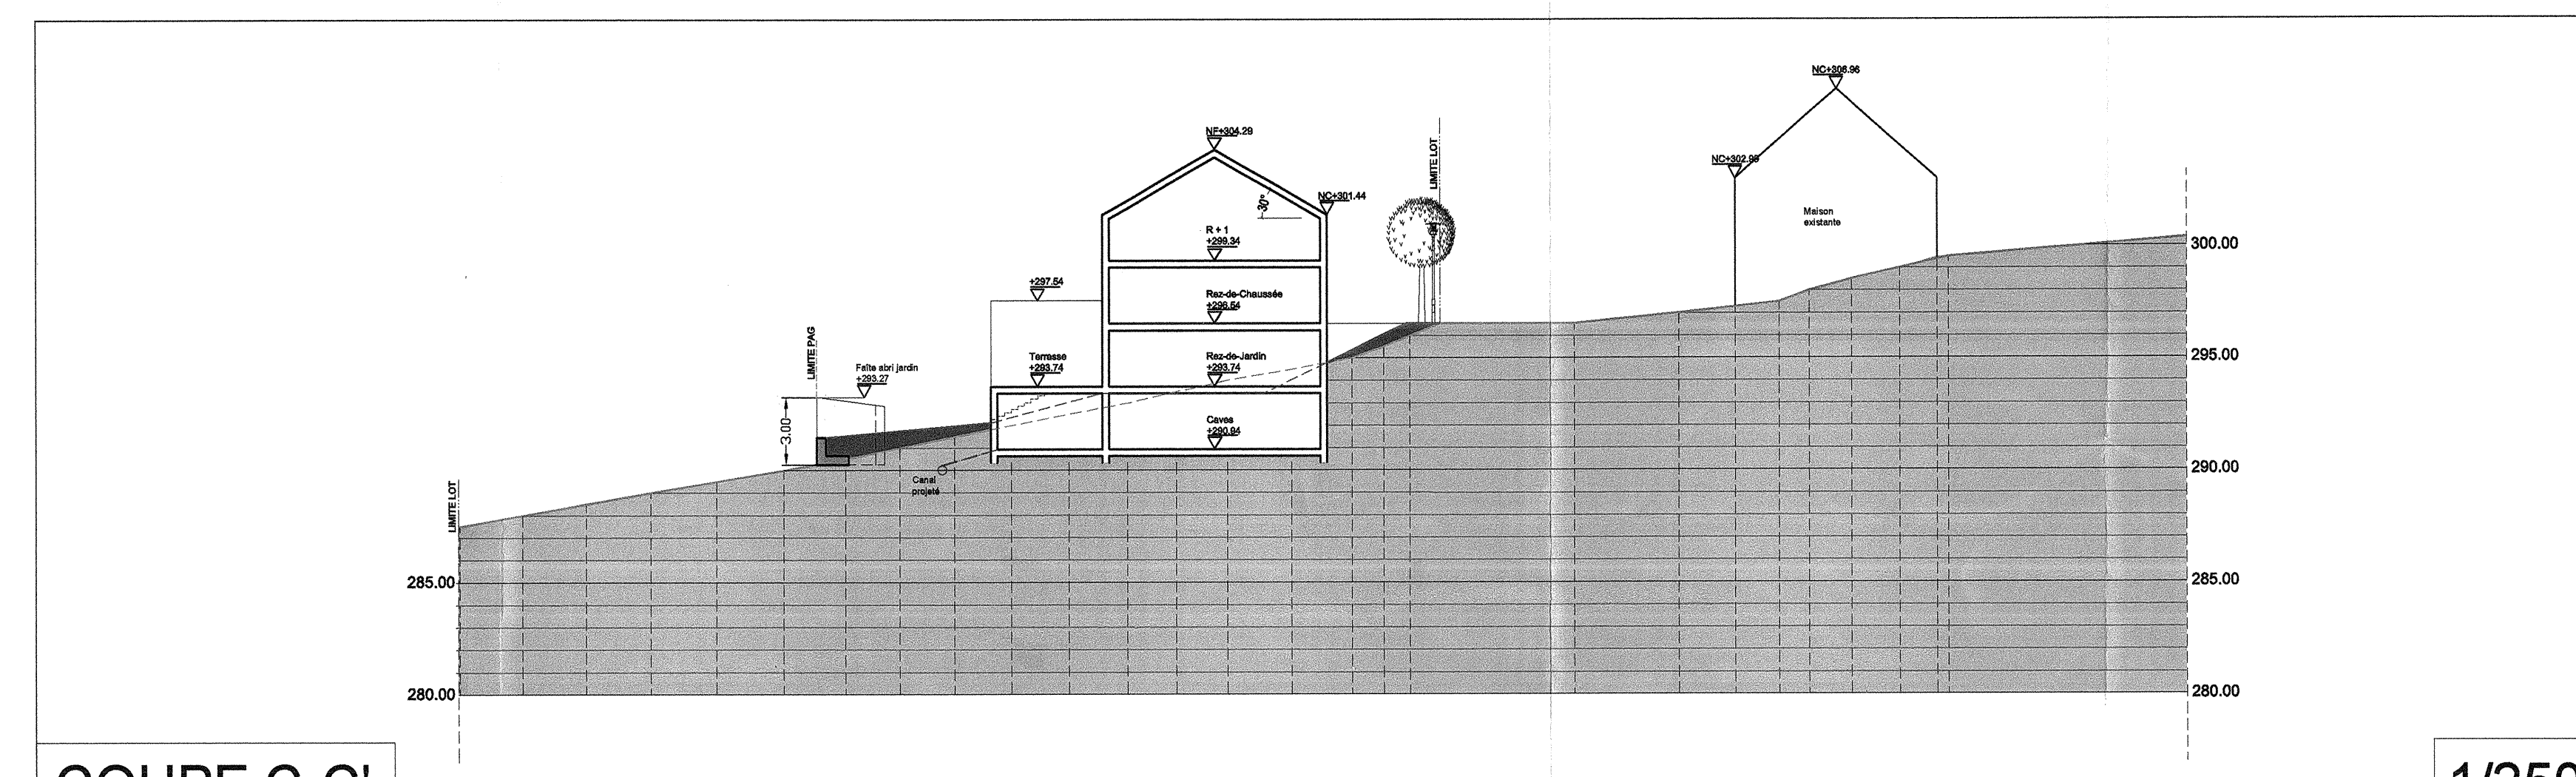 NC+306.96
NF+304.29
LIMITE LOT
NC+302.95
NC+301.44
30°
Maison
existante
R + 1
+299.34
300.00
+297.54
Rez-de-Chaussée
+296.54
LIMITE PAG
Terrasse
+293.74
Rez-de-Jardin
+293.74
295.00
Faîte abri jardin
+293.27
3.00
Caves
+290.94
290.00
Canal
projeté
LIMITE LOT
285.00
285.00
280.00
280.00
COUPE C-C'